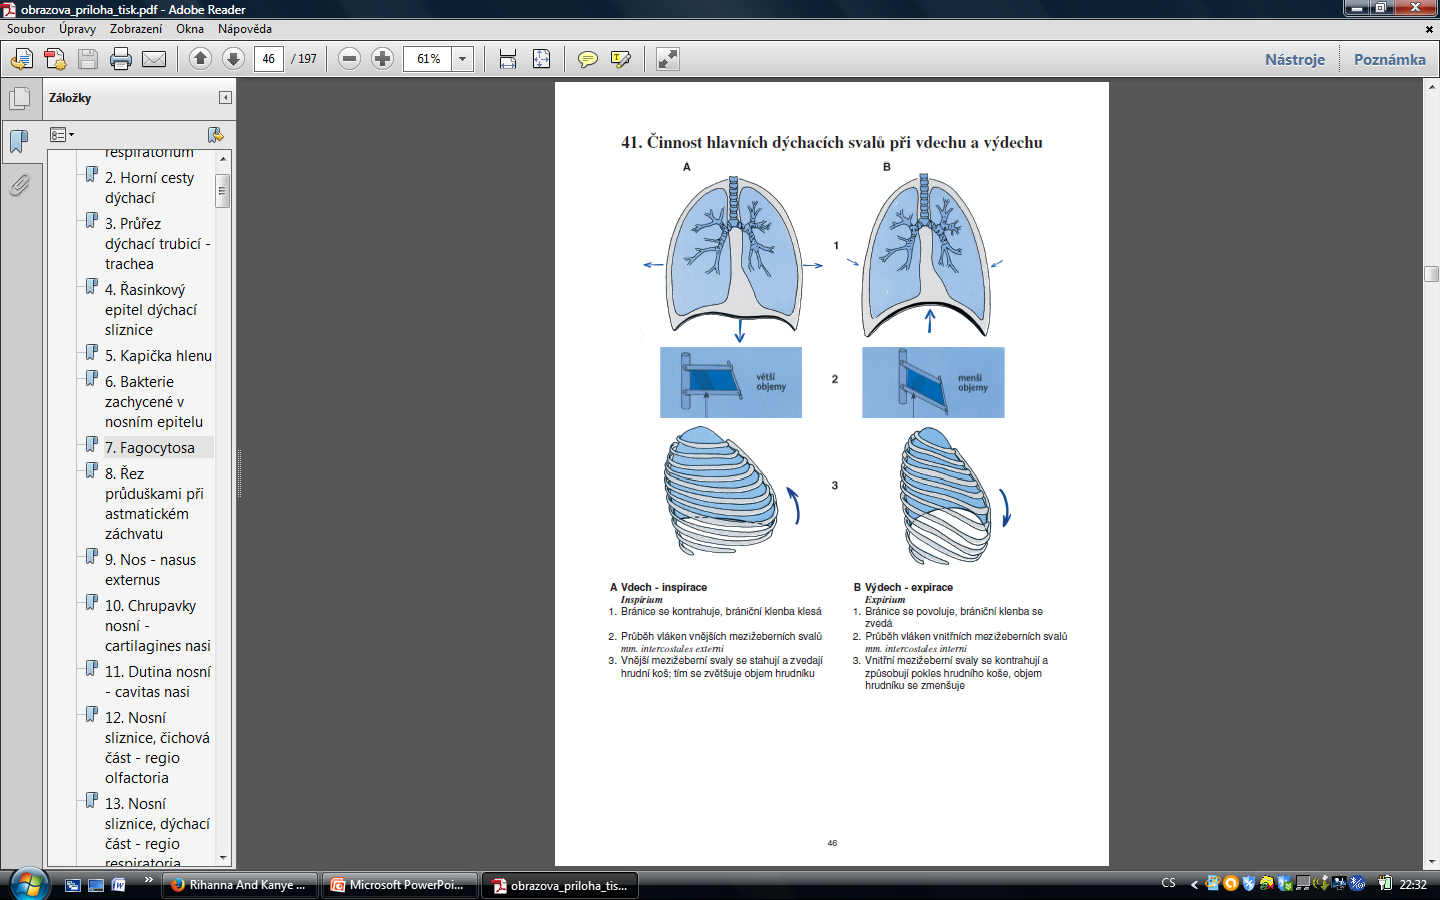 obrazova_priloha_tisk.pdf - Adobe Reader
Soubor Úpravy Zobrazení Okna Nápověda
46 / 197 61% Nástroje Poznámka
Záložky
respiratorium
2. Horní cesty
dýchací
3. Průřez
dýchací trubicí -
trachea
4. Řasinkový
epitel dýchací
sliznice
5. Kapička hlenu
6. Bakterie
zachycené v
nosním epitelu
7. Fagocytosa
8. Řez
průduškami při
astmatickém
záchvatu
9. Nos - nasus
externus
10. Chrupavky
nosní -
cartilagines nasi
11. Dutina nosní
- cavitas nasi
12. Nosní
sliznice, čichová
část - regio
olfactoria
13. Nosní
sliznice, dýchací
část - regio
respiratoria
41. Činnost hlavních dýchacích svalů při vdechu a výdechu
A B
1
větší
objemy
2
menší
objemy
3
A Vdech - inspirace
Inspirium
1. Bránice se kontrahuje, brániční klenba klesá
2. Průběh vláken vnějších mezižeberních svalů
mm. intercostales externi
3. Vnější mezižeberní svaly se stahují a zvedají
hrudní koš; tím se zvětšuje objem hrudníku
B Výdech - expirace
Expirium
1. Bránice se povoluje, brániční klenba se
zvedá
2. Průběh vláken vnitřních mezižeberních svalů
mm. intercostales interni
3. Vnitřní mezižeberní svaly se kontrahují a
způsobují pokles hrudního koše, objem
hrudníku se zmenšuje
46
Rihanna And Kanye ... Microsoft PowerPoi... obrazova_priloha_tis... CS 22:32